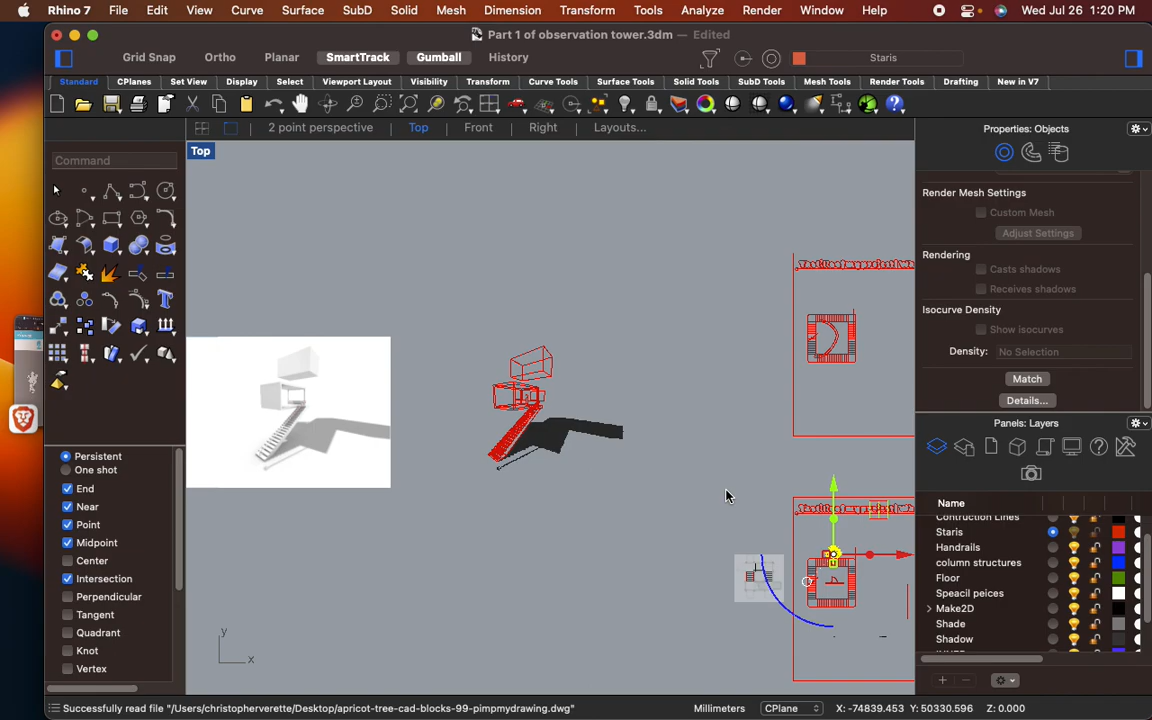 Rhino 7 File Edit View Curve Surface SubD Solid Mesh Dimension Transform Tools Analyze Render Window Help Wed Jul 26 1:20 PM
Part 1 of observation tower.3dm — Edited
Grid Snap Ortho Planar SmartTrack Gumball History Staris
Standard CPlanes Set View Display Select Viewport Layout Visibility Transform Curve Tools Surface Tools Solid Tools SubD Tools Mesh Tools Render Tools Drafting New in V7
2 point perspective Top Front Right Layouts...
Top
Command
Persistent
One shot
End
Near
Point
Midpoint
Center
Intersection
Perpendicular
Tangent
Quadrant
Knot
Vertex
y
x
Properties: Objects
Render Mesh Settings
Custom Mesh
Adjust Settings
Rendering
Casts shadows
Receives shadows
Isocurve Density
Show isocurves
Density: No Selection
Match
Details...
Panels: Layers
Name
Contruction Lines
Staris
Handrails
column structures
Floor
Speacil peices
Make2D
Shade
Shadow
Successfully read file "/Users/christopherverette/Desktop/apricot-tree-cad-blocks-99-pimpmydrawing.dwg"
Millimeters CPlane X: -74839.453 Y: 50330.596 Z: 0.000